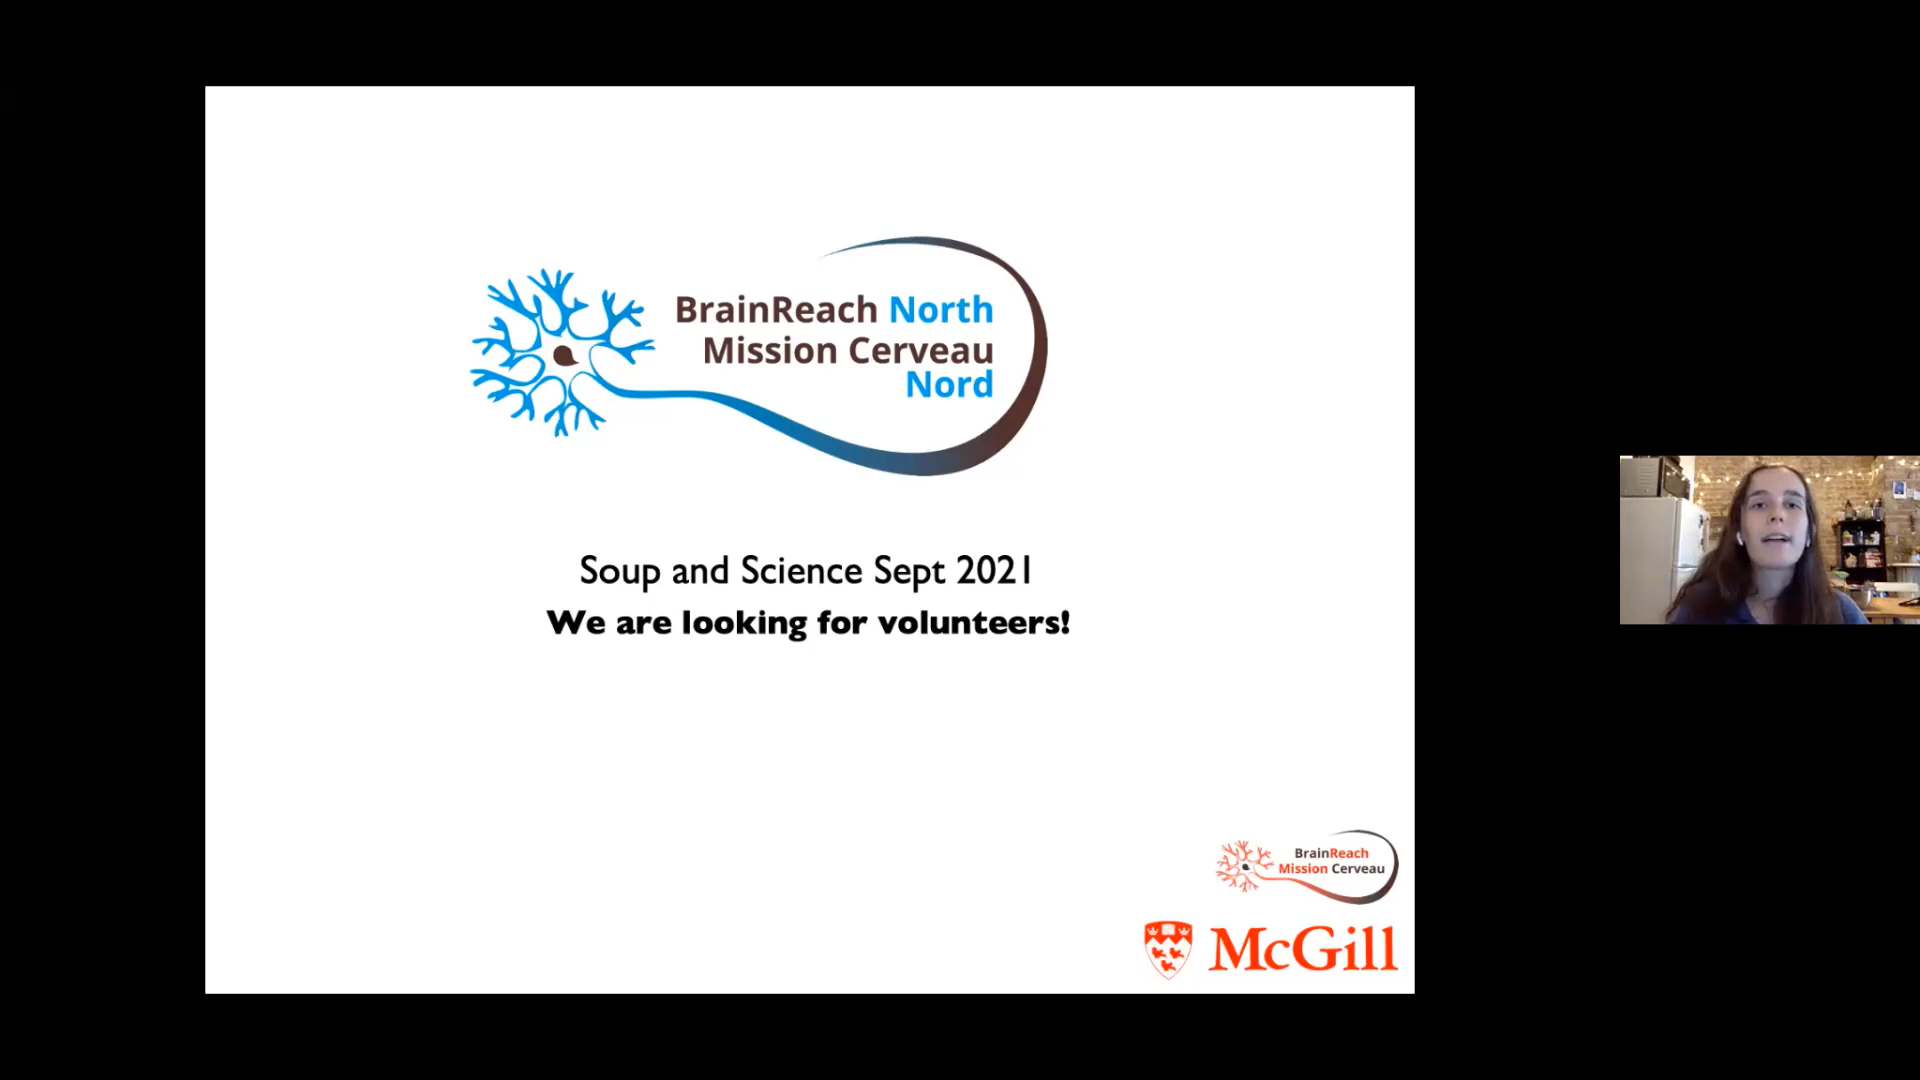 BrainReach North
Mission Cerveau
Nord
Soup and Science Sept 2021
We are looking for volunteers!
BrainReach
Mission Cerveau
McGill